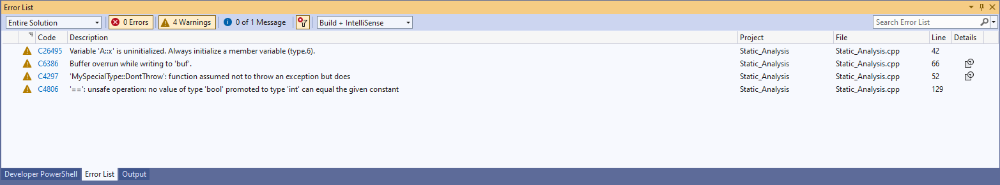 Error List
Entire Solution 0 Errors 4 Warnings 0 of 1 Message Build + IntelliSense Search Error List
Code Description Project File Line Details
C26495 Variable 'A::x' is uninitialized. Always initialize a member variable (type.6). Static_Analysis Static_Analysis.cpp 42
C6386 Buffer overrun while writing to 'buf'. Static_Analysis Static_Analysis.cpp 66
C4297 'MySpecialType::DontThrow': function assumed not to throw an exception but does Static_Analysis Static_Analysis.cpp 52
C4806 '==': unsafe operation: no value of type 'bool' promoted to type 'int' can equal the given constant Static_Analysis Static_Analysis.cpp 129
Developer PowerShell Error List Output